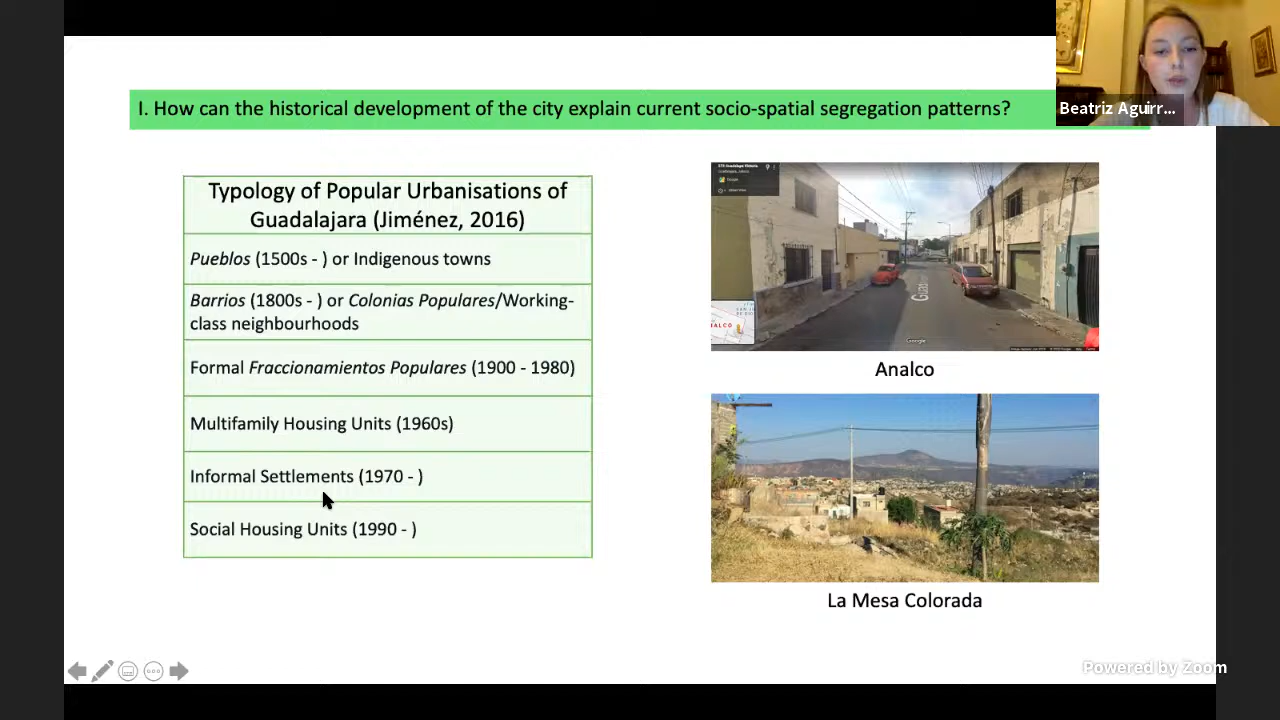 I. How can the historical development of the city explain current socio-spatial segregation patterns?
Beatriz Aguirr...
Typology of Popular Urbanisations of
Guadalajara (Jiménez, 2016)
Pueblos (1500s - ) or Indigenous towns
Barrios (1800s - ) or Colonias Populares/Working-
class neighbourhoods
Formal Fraccionamientos Populares (1900 - 1980)
Multifamily Housing Units (1960s)
Informal Settlements (1970 - )
Social Housing Units (1990 - )
Google
Analco
La Mesa Colorada
Powered by Zoom